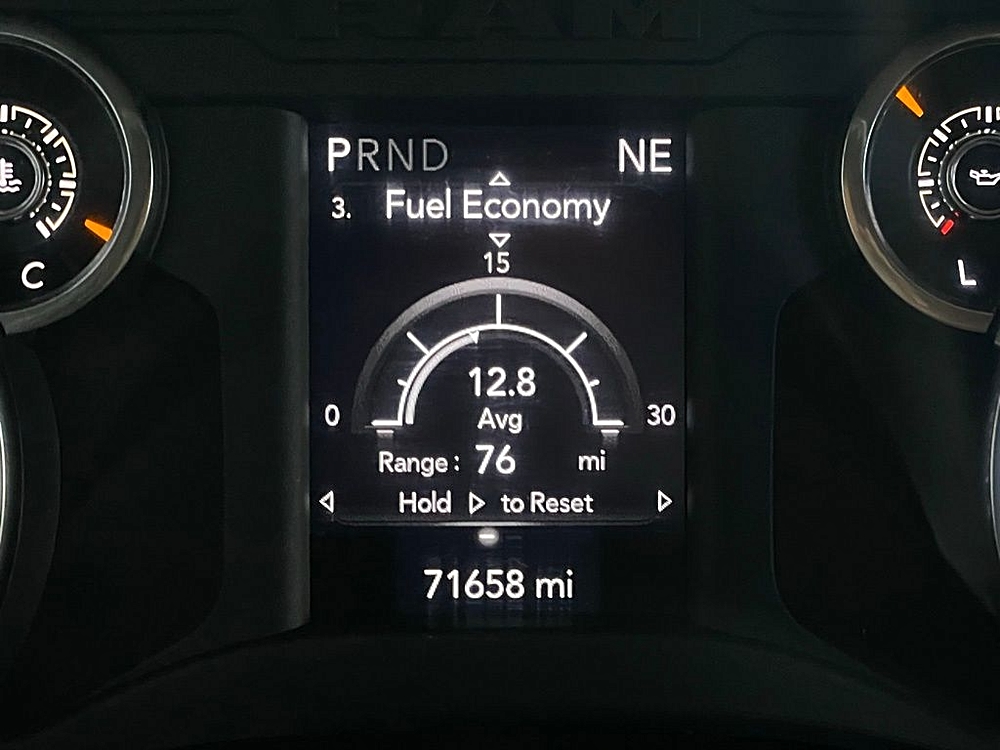 RAM
PRND NE
3. Fuel Economy
15
12.8
0 Avg 30
Range: 76 mi
Hold to Reset
71658 mi
C
L